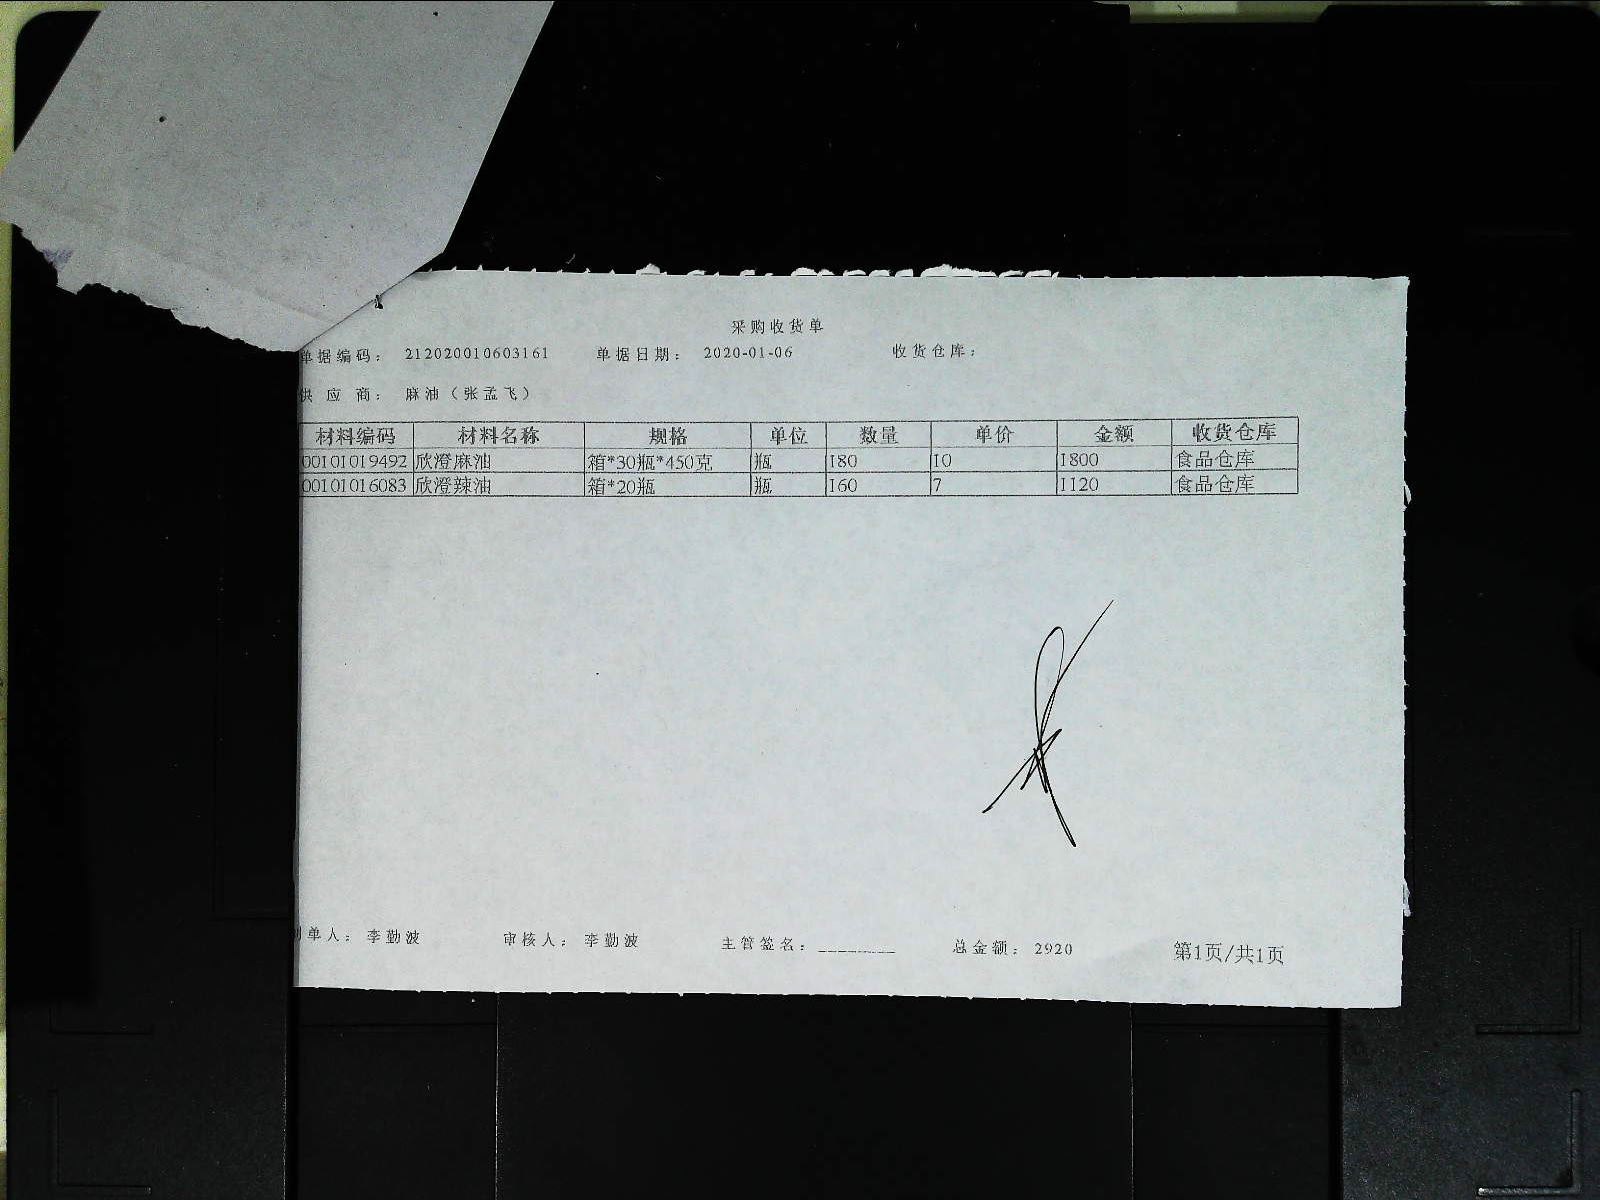 采购收货单
单据编码： 212020010603161 单据日期： 2020-01-06 收货仓库：
供应商： 麻油（张孟飞）
材料编码 材料名称 规格 单位 数量 单价 金额 收货仓库
00101019492 欣澄麻油 箱*30瓶*450克 瓶 180 10 1800 食品仓库
00101016083 欣澄辣油 箱*20瓶 瓶 160 7 1120 食品仓库
制单人： 李勤波 审核人： 李勤波 主管签名：________ 总金额： 2920 第1页/共1页